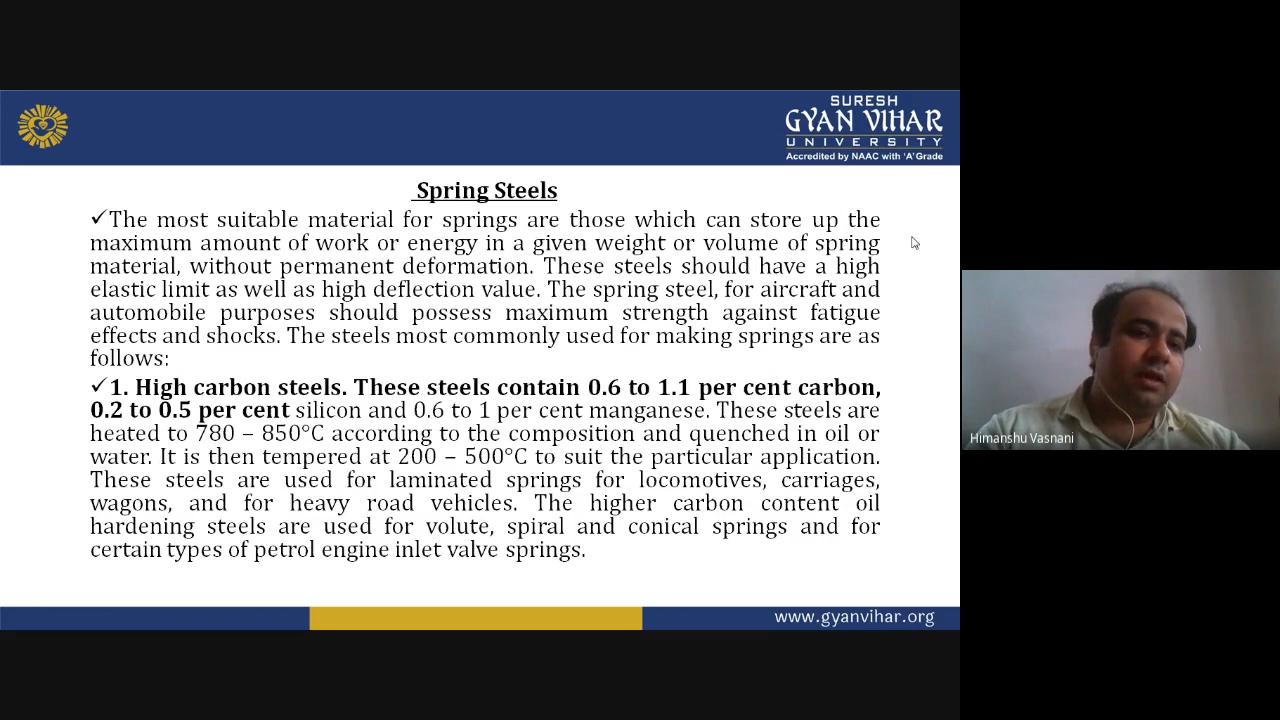 SURESH
GYAN VIHAR
UNIVERSITY
Accredited by NAAC with 'A' Grade
Spring Steels
✓The most suitable material for springs are those which can store up the
maximum amount of work or energy in a given weight or volume of spring
material, without permanent deformation. These steels should have a high
elastic limit as well as high deflection value. The spring steel, for aircraft and
automobile purposes should possess maximum strength against fatigue
effects and shocks. The steels most commonly used for making springs are as
follows:
✓1. High carbon steels. These steels contain 0.6 to 1.1 per cent carbon,
0.2 to 0.5 per cent silicon and 0.6 to 1 per cent manganese. These steels are
heated to 780 – 850°C according to the composition and quenched in oil or
water. It is then tempered at 200 – 500°C to suit the particular application.
These steels are used for laminated springs for locomotives, carriages,
wagons, and for heavy road vehicles. The higher carbon content oil
hardening steels are used for volute, spiral and conical springs and for
certain types of petrol engine inlet valve springs.
Himanshu Vasnani
www.gyanvihar.org